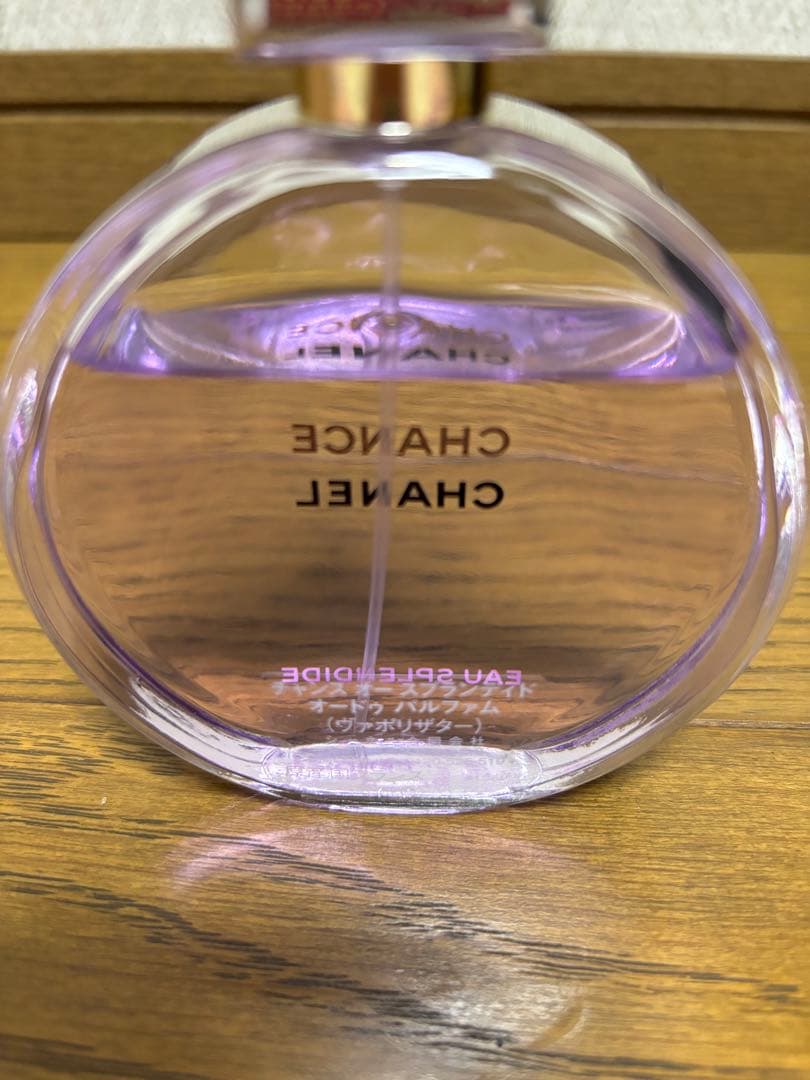 CHANCE
CHANEL
EAU SPLENDIDE
チャンス オー スプランディド
オードゥ パルファム
(ヴァポリザター)